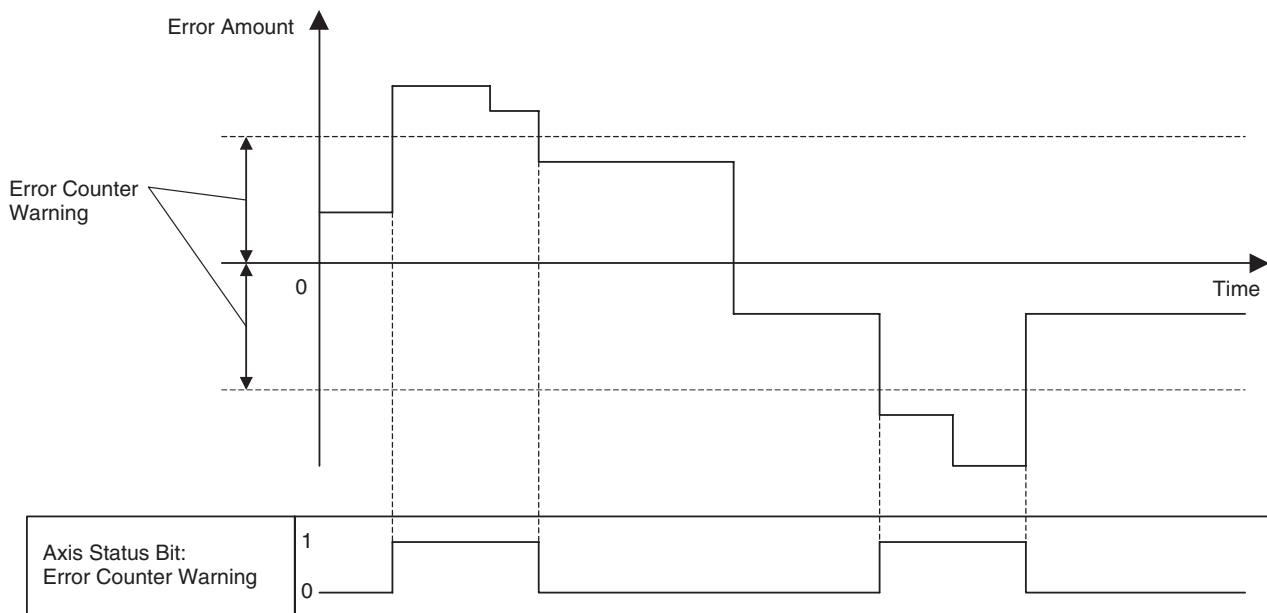 Error Amount
Error Counter
Warning
0
Time
Axis Status Bit:
Error Counter Warning
1
0